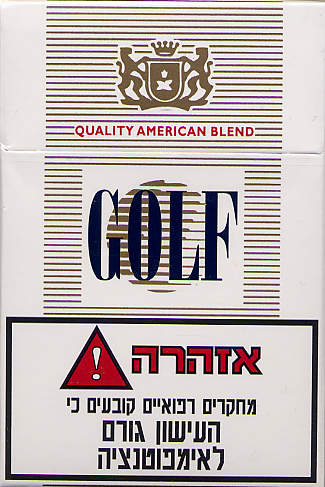 QUALITY AMERICAN BLEND
GOLF
אזהרה
!
מחקרים רפואיים קובעים כי
העישון גורם
לאימפוטנציה